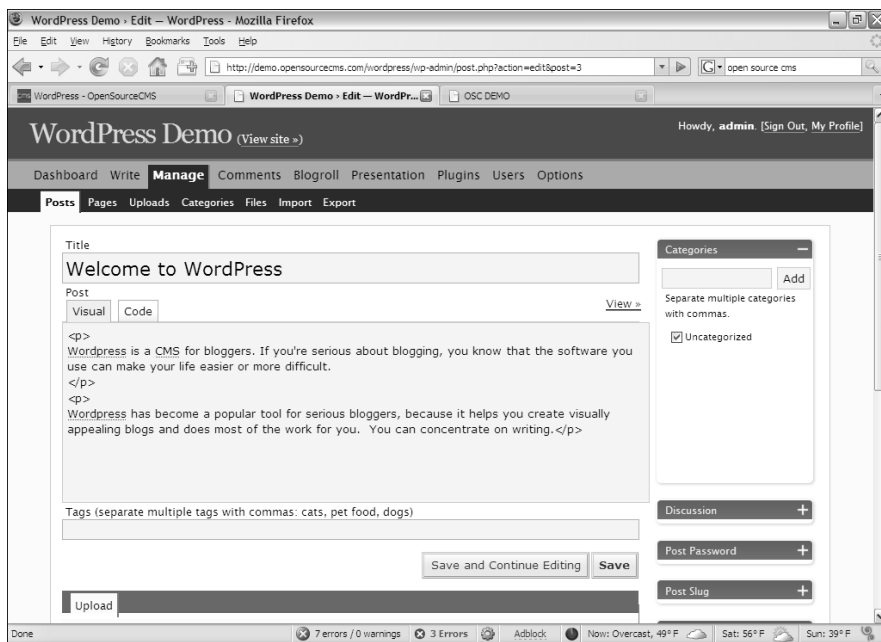 WordPress Demo › Edit — WordPress - Mozilla Firefox
File Edit View History Bookmarks Tools Help
http://demo.opensourcecms.com/wordpress/wp-admin/post.php?action=edit&post=3
G open source cms
WordPress - OpenSourceCMS
WordPress Demo › Edit — WordPr...
OSC DEMO
WordPress Demo (View site »)
Howdy, admin. [Sign Out, My Profile]
Dashboard Write Manage Comments Blogroll Presentation Plugins Users Options
Posts Pages Uploads Categories Files Import Export
Title
Welcome to WordPress
Post
Visual Code
View »
<p>
Wordpress is a CMS for bloggers. If you're serious about blogging, you know that the software you
use can make your life easier or more difficult.
</p>
<p>
Wordpress has become a popular tool for serious bloggers, because it helps you create visually
appealing blogs and does most of the work for you.  You can concentrate on writing.</p>
Tags (separate multiple tags with commas: cats, pet food, dogs)
Save and Continue Editing Save
Upload
Categories
Add
Separate multiple categories
with commas.
Uncategorized
Discussion
Post Password
Post Slug
Done 7 errors / 0 warnings 3 Errors Adblock Now: Overcast, 49° F Sat: 56° F Sun: 39° F